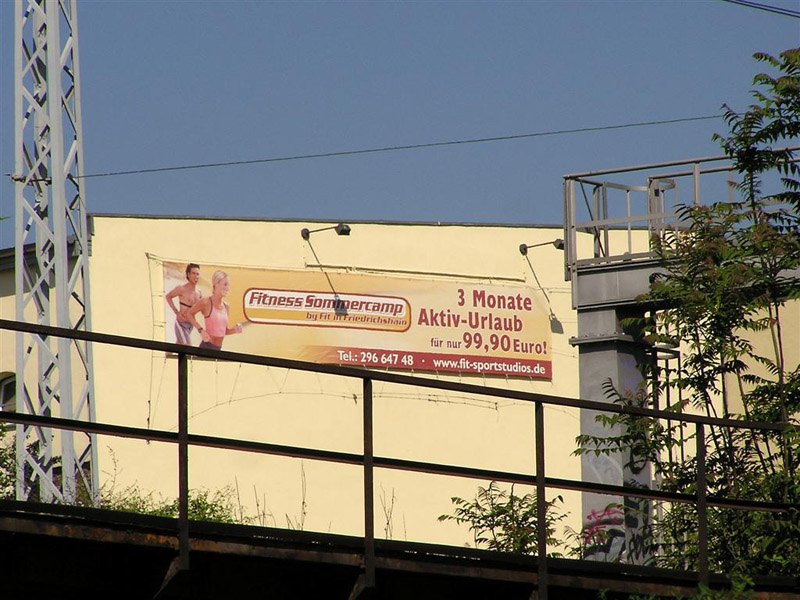 Fitness Sommercamp
by Fit in Friedrichshain
3 Monate
Aktiv-Urlaub
für nur 99,90 Euro!
Tel.: 296 647 48 · www.fit-sportstudios.de